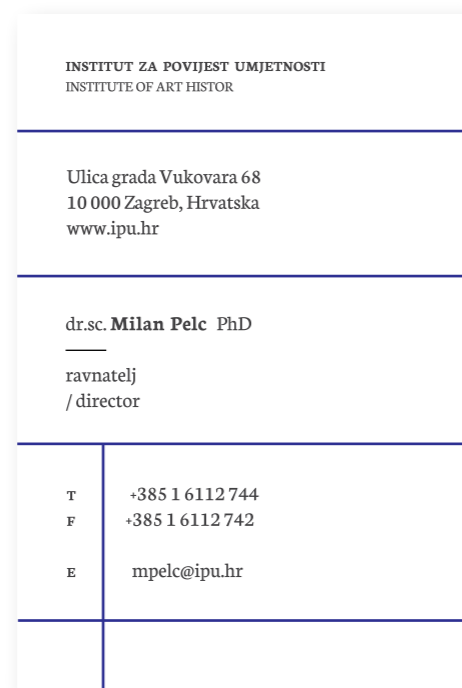 INSTITUT ZA POVIJEST UMJETNOSTI
INSTITUTE OF ART HISTOR
Ulica grada Vukovara 68
10 000 Zagreb, Hrvatska
www.ipu.hr
dr.sc. Milan Pelc PhD
ravnatelj
/ director
T +385 1 6112 744
F +385 1 6112 742
E mpelc@ipu.hr